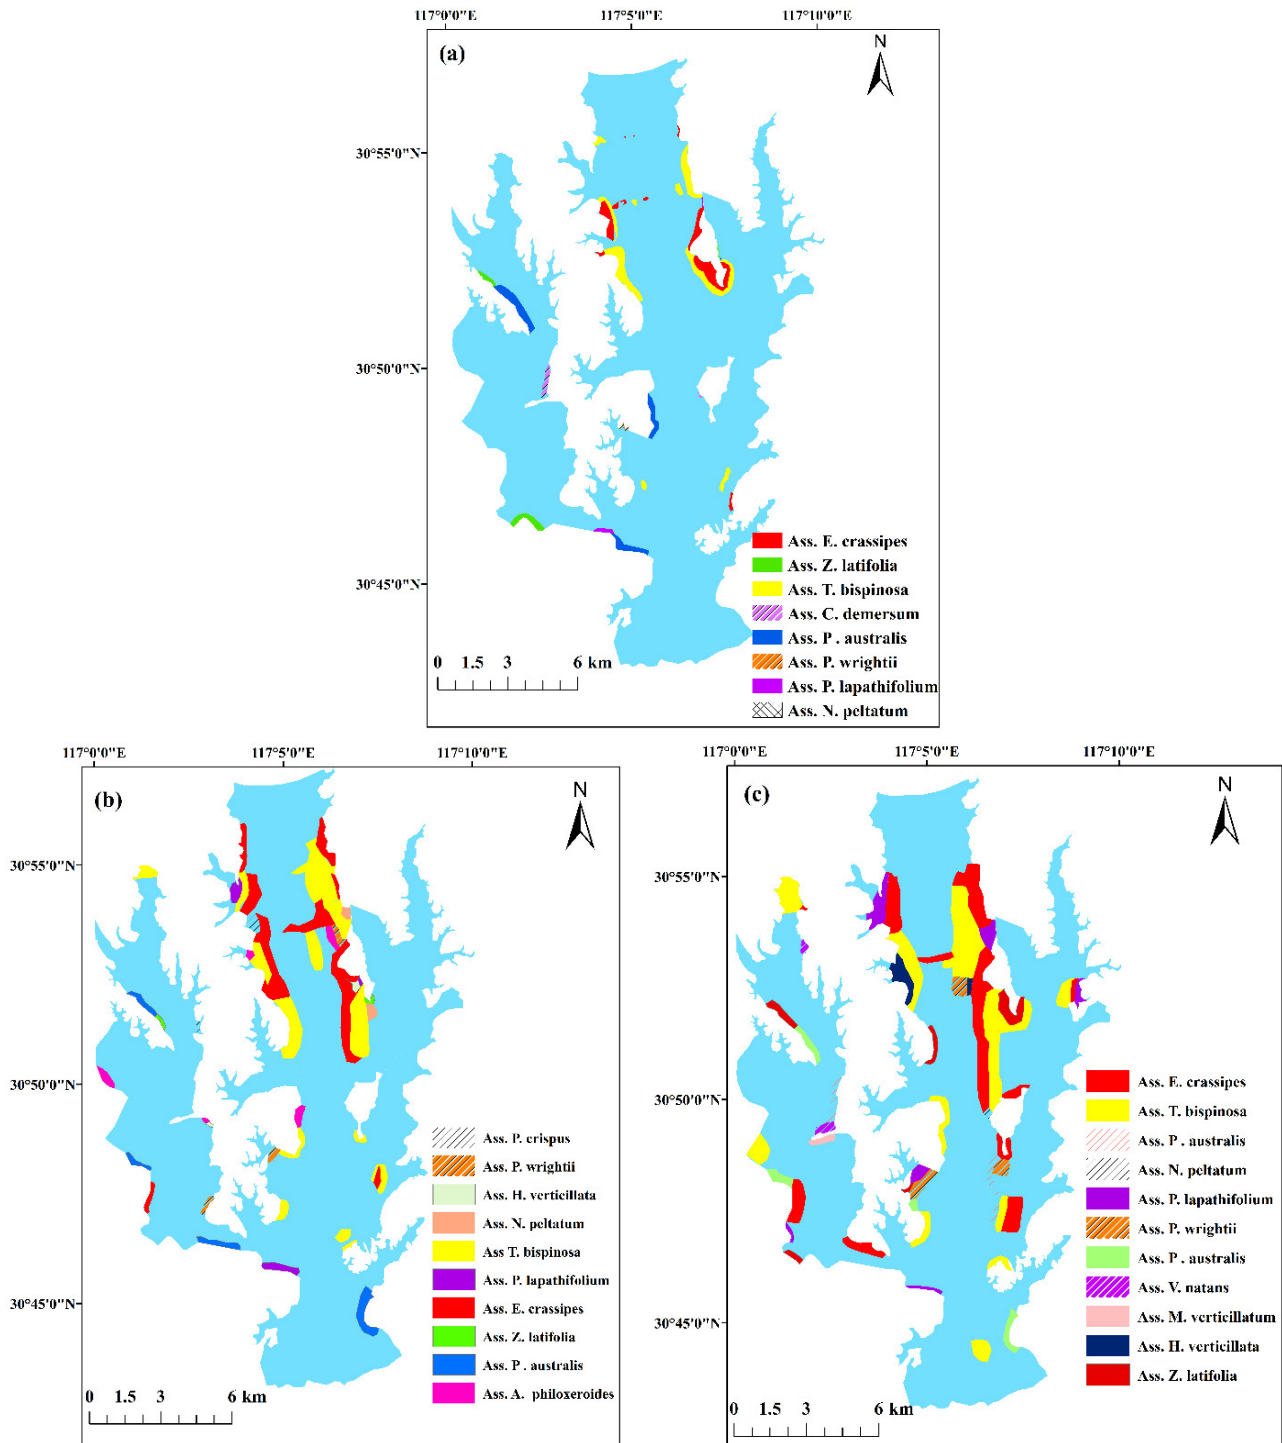 117°0'0"E 117°5'0"E 117°10'0"E
(a)
N
30°55'0"N
30°50'0"N
30°45'0"N
Ass. E. crassipes
Ass. Z. latifolia
Ass. T. bispinosa
Ass. C. demersum
Ass. P . australis
Ass. P. wrightii
Ass. P. lapathifolium
Ass. N. peltatum
0 1.5 3 6 km
117°0'0"E 117°5'0"E 117°10'0"E
(b)
N
30°55'0"N
30°50'0"N
30°45'0"N
Ass. P. crispus
Ass. P. wrightii
Ass. H. verticillata
Ass. N. peltatum
Ass T. bispinosa
Ass. P. lapathifolium
Ass. E. crassipes
Ass. Z. latifolia
Ass. P . australis
Ass. A. philoxeroides
0 1.5 3 6 km
117°0'0"E 117°5'0"E 117°10'0"E
(c)
N
30°55'0"N
30°50'0"N
30°45'0"N
Ass. E. crassipes
Ass. T. bispinosa
Ass. P . australis
Ass. N. peltatum
Ass. P. lapathifolium
Ass. P. wrightii
Ass. P . australis
Ass. V. natans
Ass. M. verticillatum
Ass. H. verticillata
Ass. Z. latifolia
0 1.5 3 6 km